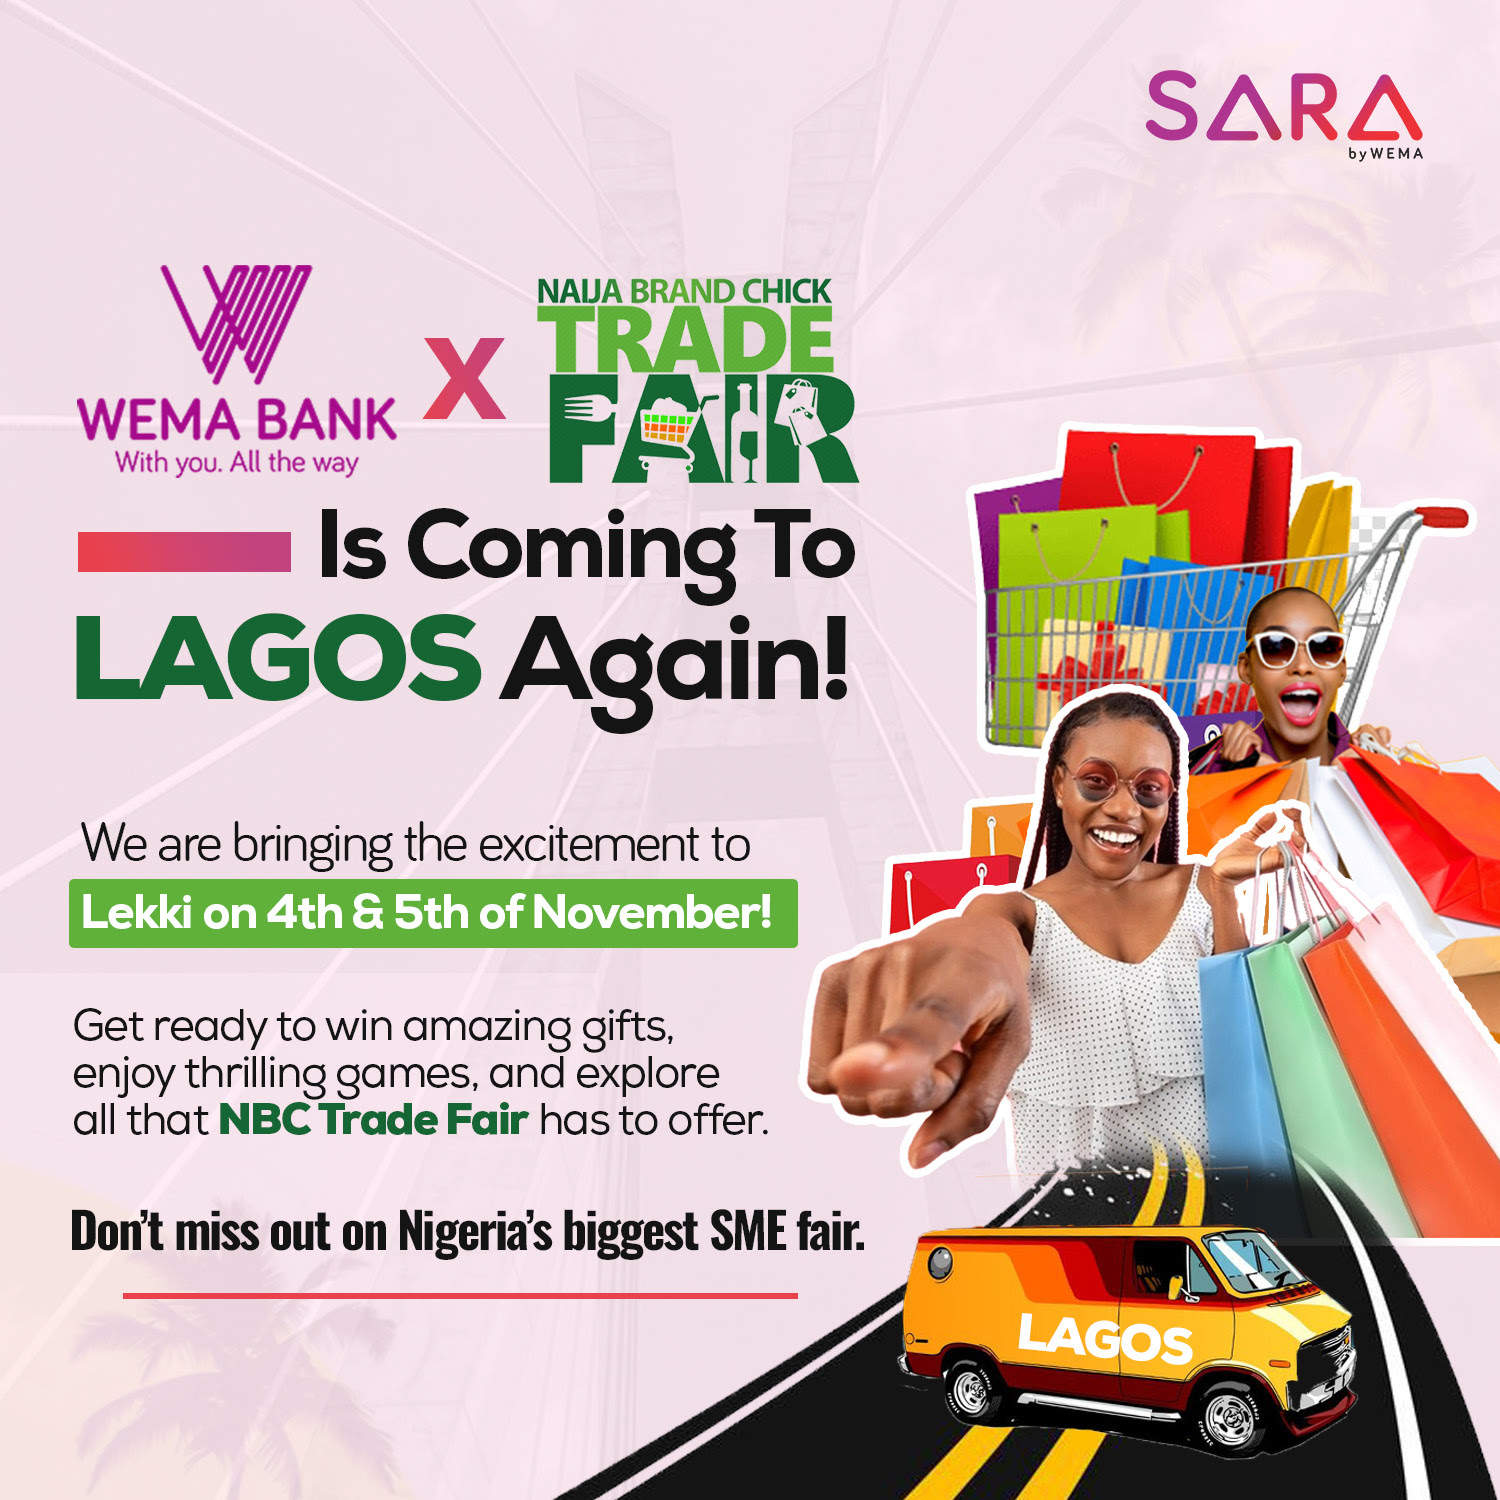 SARA
by WEMA
WEMA BANK
With you. All the way
X
NAIJA BRAND CHICK
TRADE
FAIR
Is Coming To
LAGOS Again!
We are bringing the excitement to
Lekki on 4th & 5th of November!
Get ready to win amazing gifts,
enjoy thrilling games, and explore
all that NBC Trade Fair has to offer.
Don't miss out on Nigeria's biggest SME fair.
LAGOS